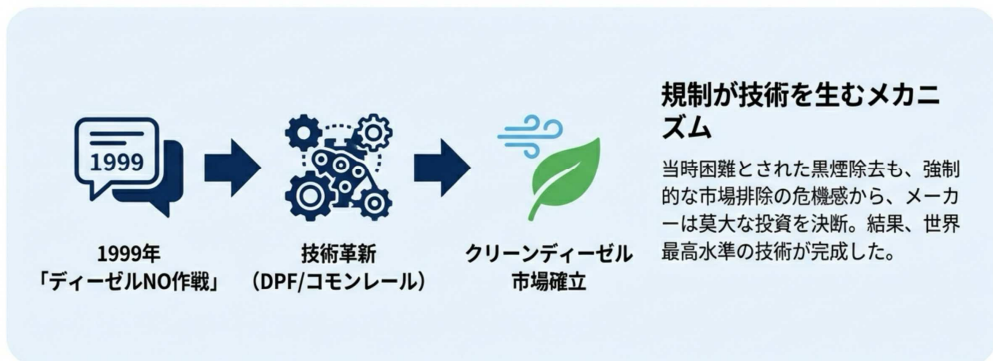 1999
1999年
「ディーゼルNO作戦」
技術革新
（DPF/コモンレール）
クリーンディーゼル
市場確立
規制が技術を生むメカニ
ズム
当時困難とされた黒煙除去も、強制
的な市場排除の危機感から、メーカ
ーは莫大な投資を決断。結果、世界
最高水準の技術が完成した。